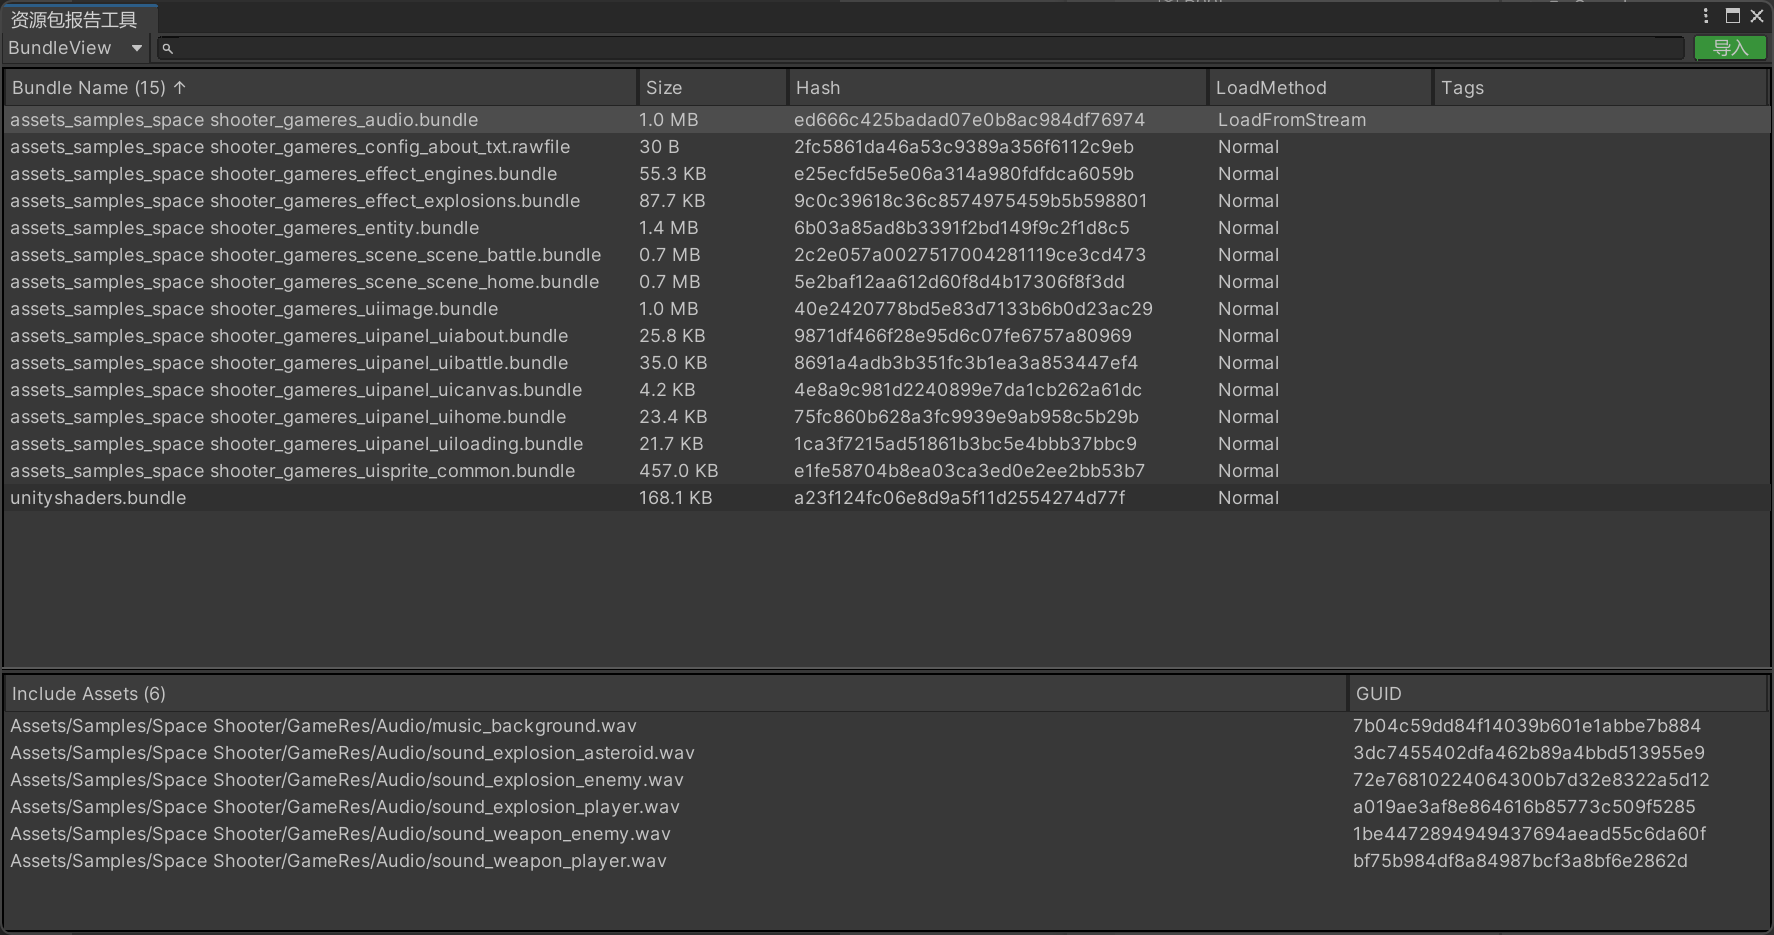 资源包报告工具
BundleView 导入
Bundle Name (15) ↑ Size Hash LoadMethod Tags
assets_samples_space shooter_gameres_audio.bundle 1.0 MB ed666c425badad07e0b8ac984df76974 LoadFromStream
assets_samples_space shooter_gameres_config_about_txt.rawfile 30 B 2fc5861da46a53c9389a356f6112c9eb Normal
assets_samples_space shooter_gameres_effect_engines.bundle 55.3 KB e25ecfd5e5e06a314a980fdfdca6059b Normal
assets_samples_space shooter_gameres_effect_explosions.bundle 87.7 KB 9c0c39618c36c8574975459b5b598801 Normal
assets_samples_space shooter_gameres_entity.bundle 1.4 MB 6b03a85ad8b3391f2bd149f9c2f1d8c5 Normal
assets_samples_space shooter_gameres_scene_scene_battle.bundle 0.7 MB 2c2e057a0027517004281119ce3cd473 Normal
assets_samples_space shooter_gameres_scene_scene_home.bundle 0.7 MB 5e2baf12aa612d60f8d4b17306f8f3dd Normal
assets_samples_space shooter_gameres_uiimage.bundle 1.0 MB 40e2420778bd5e83d7133b6b0d23ac29 Normal
assets_samples_space shooter_gameres_uipanel_uiabout.bundle 25.8 KB 9871df466f28e95d6c07fe6757a80969 Normal
assets_samples_space shooter_gameres_uipanel_uibattle.bundle 35.0 KB 8691a4adb3b351fc3b1ea3a853447ef4 Normal
assets_samples_space shooter_gameres_uipanel_uicanvas.bundle 4.2 KB 4e8a9c981d2240899e7da1cb262a61dc Normal
assets_samples_space shooter_gameres_uipanel_uihome.bundle 23.4 KB 75fc860b628a3fc9939e9ab958c5b29b Normal
assets_samples_space shooter_gameres_uipanel_uiloading.bundle 21.7 KB 1ca3f7215ad51861b3bc5e4bbb37bbc9 Normal
assets_samples_space shooter_gameres_uisprite_common.bundle 457.0 KB e1fe58704b8ea03ca3ed0e2ee2bb53b7 Normal
unityshaders.bundle 168.1 KB a23f124fc06e8d9a5f11d2554274d77f Normal
Include Assets (6) GUID
Assets/Samples/Space Shooter/GameRes/Audio/music_background.wav 7b04c59dd84f14039b601e1abbe7b884
Assets/Samples/Space Shooter/GameRes/Audio/sound_explosion_asteroid.wav 3dc7455402dfa462b89a4bbd513955e9
Assets/Samples/Space Shooter/GameRes/Audio/sound_explosion_enemy.wav 72e76810224064300b7d32e8322a5d12
Assets/Samples/Space Shooter/GameRes/Audio/sound_explosion_player.wav a019ae3af8e864616b85773c509f5285
Assets/Samples/Space Shooter/GameRes/Audio/sound_weapon_enemy.wav 1be4472894949437694aead55c6da60f
Assets/Samples/Space Shooter/GameRes/Audio/sound_weapon_player.wav bf75b984df8a84987bcf3a8bf6e2862d